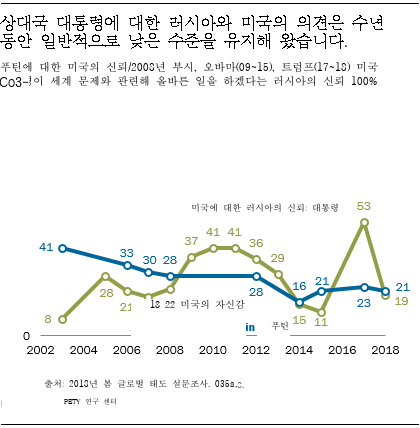 상대국 대통령에 대한 러시아와 미국의 의견은 수년
동안 일반적으로 낮은 수준을 유지해 왔습니다.
푸틴에 대한 미국의 신뢰/2008년 부시, 오바마(09~16), 트럼프(17~18) 미국
이 세계 문제와 관련해 올바른 일을 하겠다는 러시아의 신뢰 100%
미국에 대한 러시아의 신뢰: 대통령
53
41
33
30
28
37
41
41
36
29
8
28
21
18 22 미국의 자신감
28
16
21
15
11
23
21
19
in 푸틴
0
2002 2004 2006 2008 2010 2012 2014 2016 2018
출처: 2018년 봄 글로벌 태도 설문조사.
PETY 연구 센터